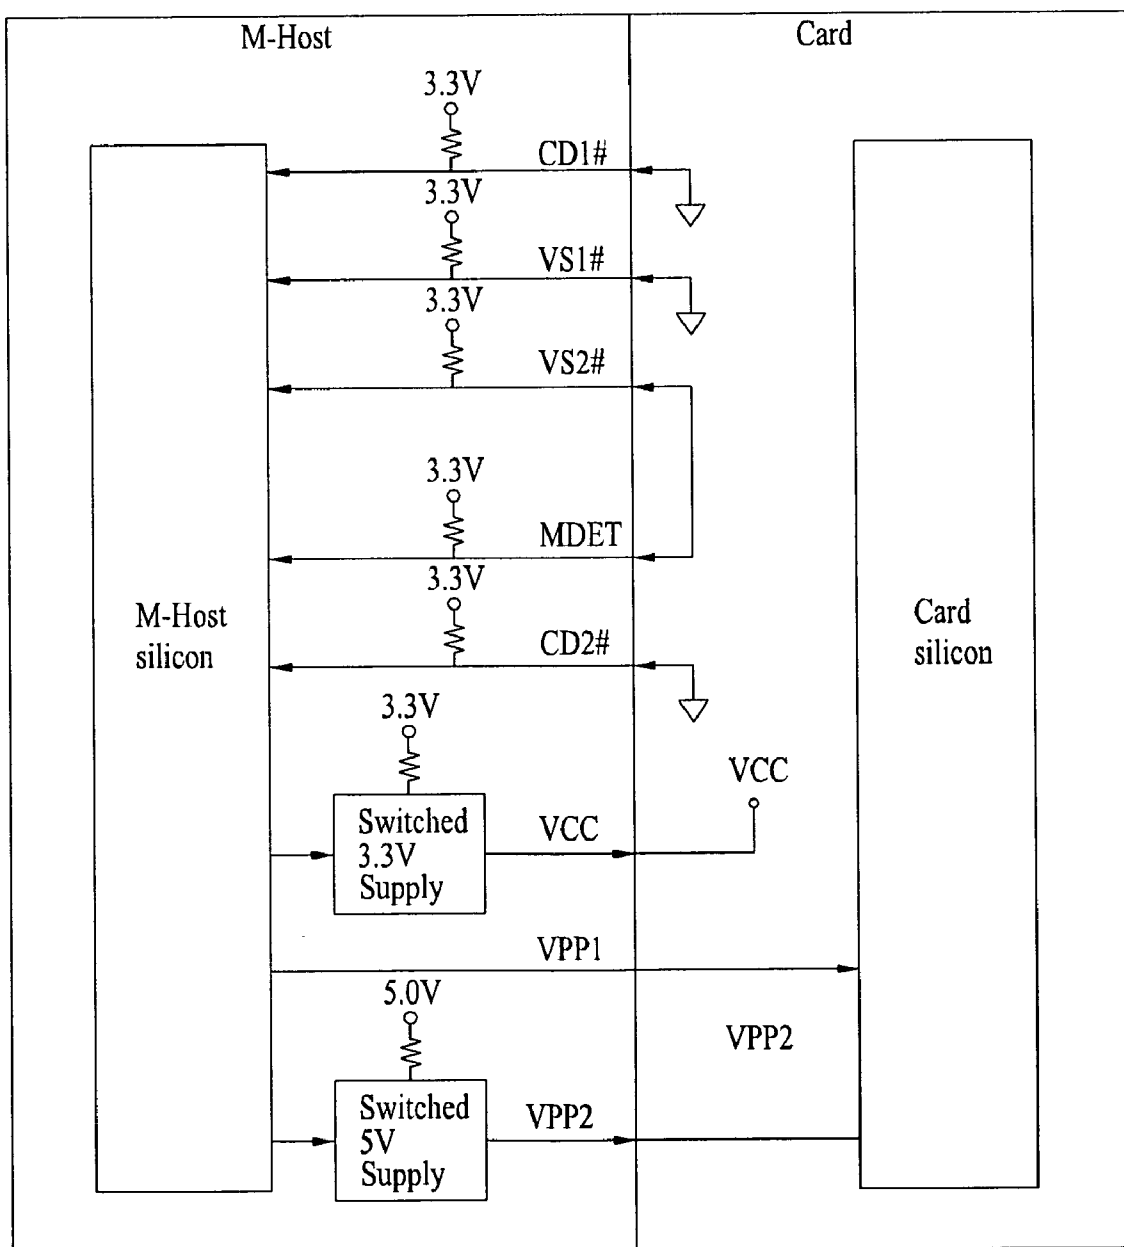 M-Host
Card
3.3V
CD1#
3.3V
VS1#
3.3V
VS2#
3.3V
MDET
3.3V
CD2#
M-Host
silicon
Card
silicon
3.3V
Switched
3.3V
Supply
VCC
VCC
VPP1
5.0V
Switched
5V
Supply
VPP2
VPP2